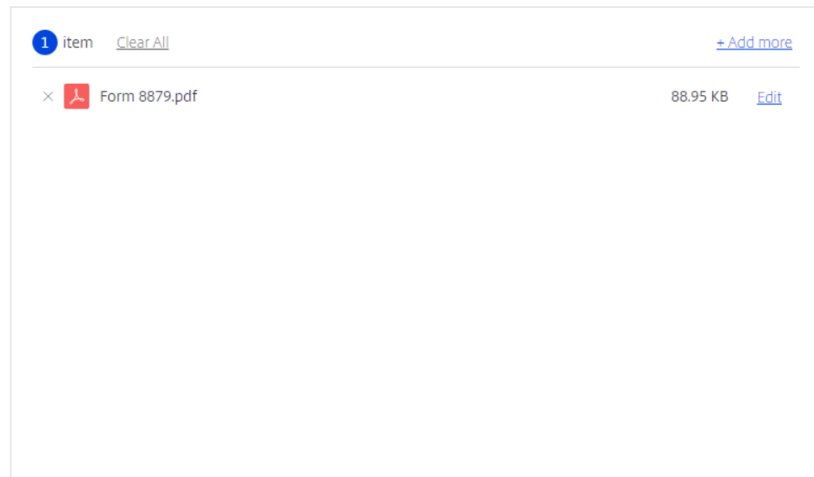 1 item Clear All + Add more
× Form 8879.pdf 88.95 KB Edit